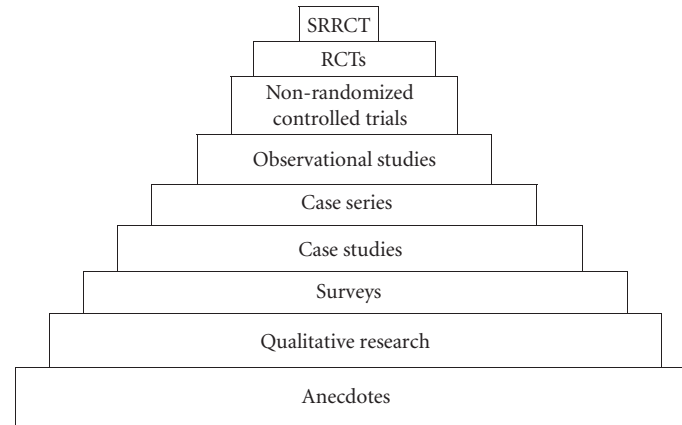 SRRCT
RCTs
Non-randomized
controlled trials
Observational studies
Case series
Case studies
Surveys
Qualitative research
Anecdotes